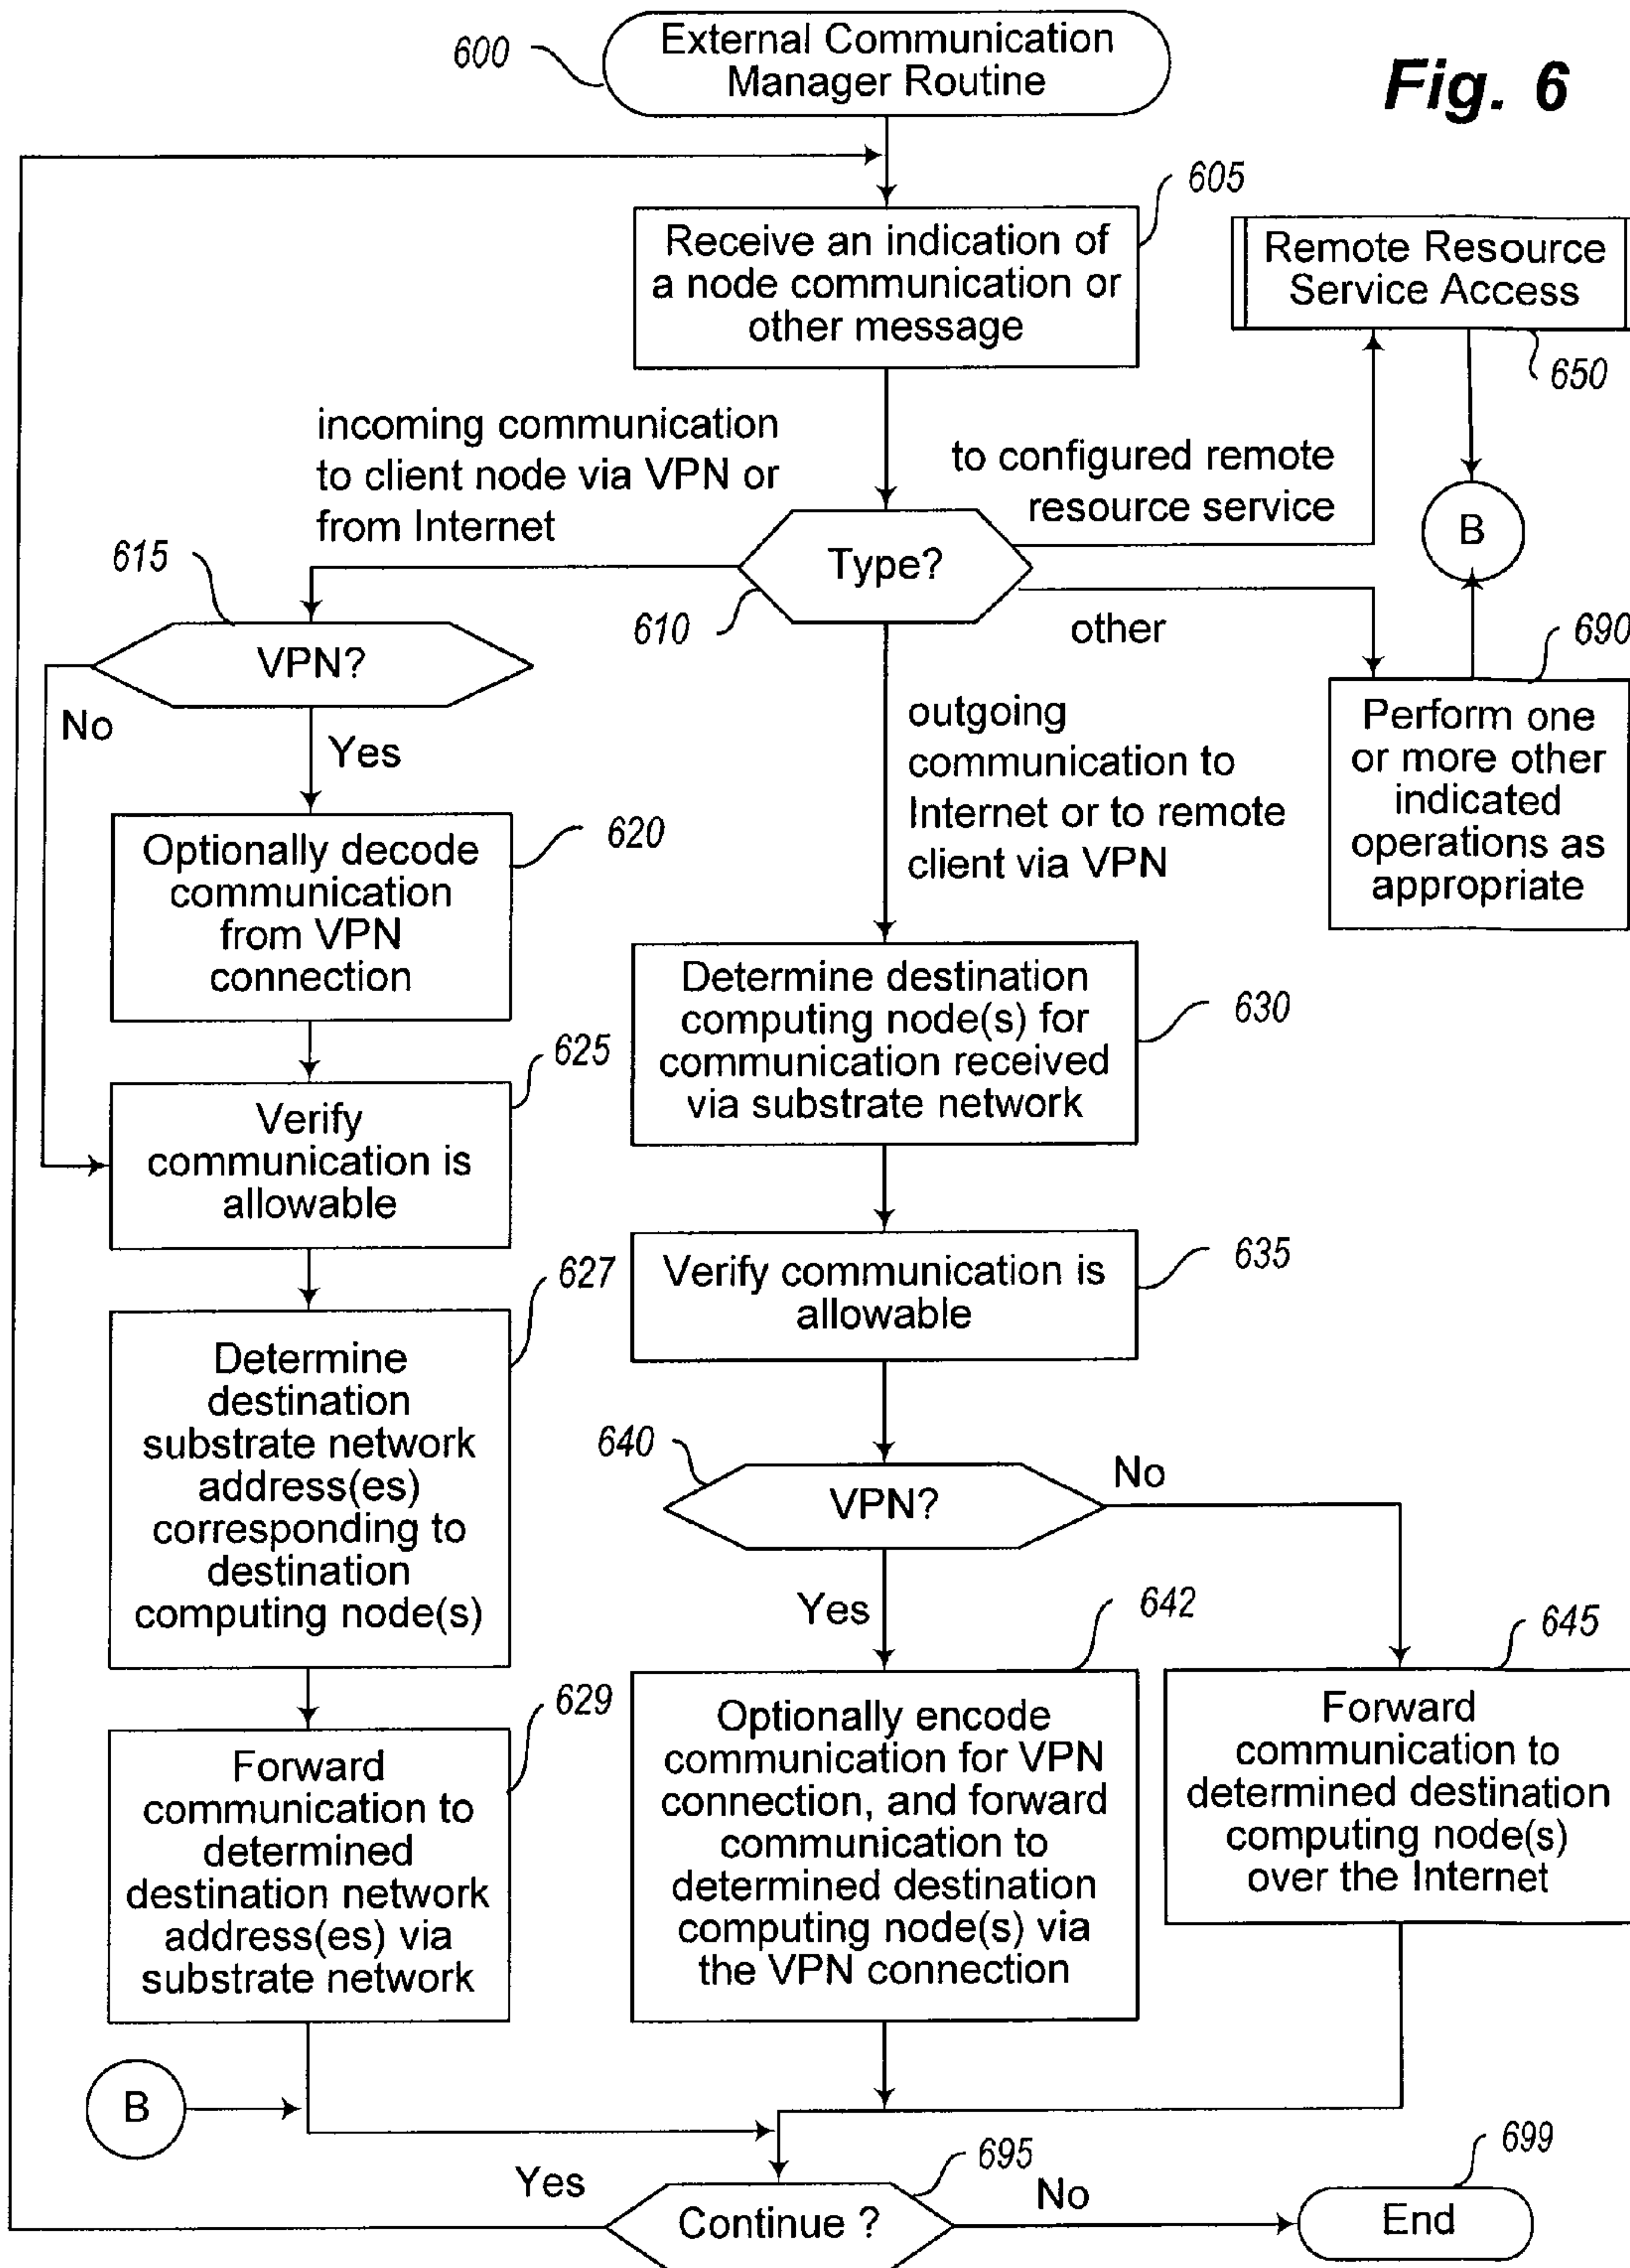 External Communication
Manager Routine
600
Fig. 6
605
Receive an indication of
a node communication or
other message
Remote Resource
Service Access
650
incoming communication
to client node via VPN or
from Internet
to configured remote
resource service
B
615
Type?
610
other
690
VPN?
No
Yes
outgoing
communication to
Internet or to remote
client via VPN
Perform one
or more other
indicated
operations as
appropriate
Optionally decode
communication
from VPN
connection
620
Determine destination
computing node(s) for
communication received
via substrate network
630
625
Verify
communication is
allowable
635
Verify communication is
allowable
627
Determine
destination
substrate network
address(es)
corresponding to
destination
computing node(s)
640
VPN?
No
Yes
642
645
629
Forward
communication to
determined
destination network
address(es) via
substrate network
Optionally encode
communication for VPN
connection, and forward
communication to
determined destination
computing node(s) via
the VPN connection
Forward
communication to
determined destination
computing node(s)
over the Internet
B
695
699
Yes
Continue ?
No
End